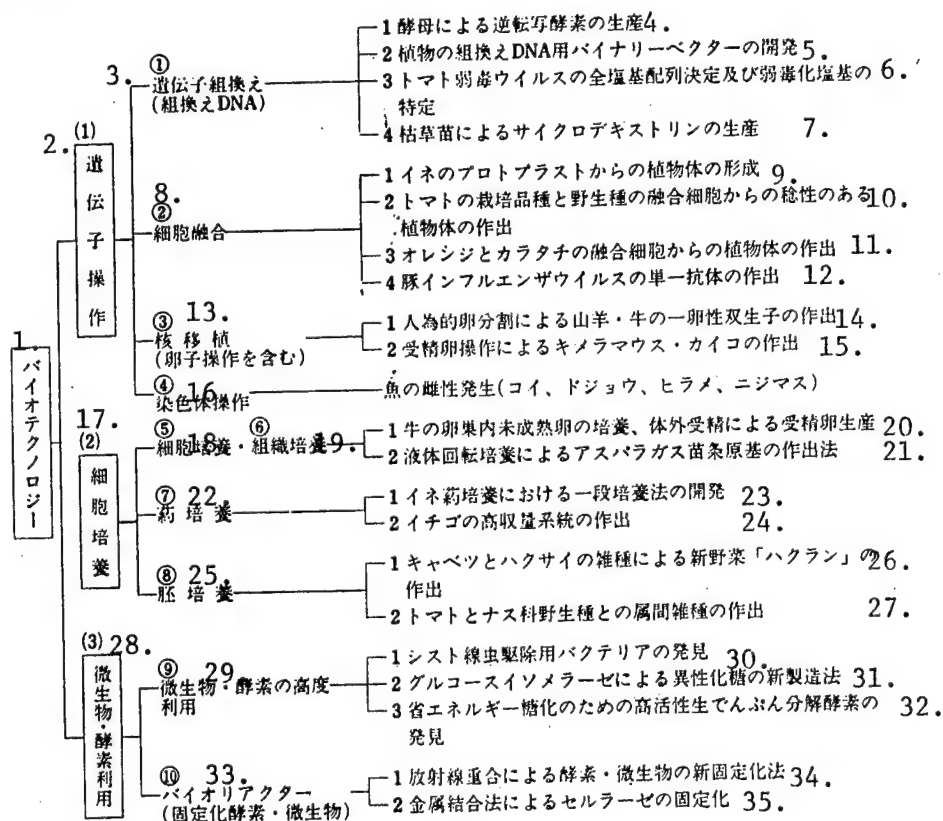 1.
バイオテクノロジー
2. (1)
遺伝子操作
3. ①
遺伝子組換え
(組換えDNA)
1 酵母による逆転写酵素の生産 4.
2 植物の組換えDNA用バイナリーベクターの開発 5.
3 トマト弱毒ウイルスの全塩基配列決定及び弱毒化塩基の 6.
特定
4 枯草苗によるサイクロデキストリンの生産 7.
8.
②
細胞融合
1 イネのプロトプラストからの植物体の形成 9.
2 トマトの栽培品種と野生種の融合細胞からの稔性のある 10.
植物体の作出
3 オレンジとカラタチの融合細胞からの植物体の作出 11.
4 豚インフルエンザウイルスの単一抗体の作出 12.
③ 13.
核移植
(卵子操作を含む)
1 人為的卵分割による山羊・牛の一卵性双生子の作出 14.
2 受精卵操作によるキメラマウス・カイコの作出 15.
④ 16.
染色体操作
魚の雌性発生(コイ、ドジョウ、ヒラメ、ニジマス)
17.
(2)
細胞培養
⑤ 18. ⑥ 19.
細胞培養・組織培養
1 牛の卵巣内未成熟卵の培養、体外受精による受精卵生産 20.
2 液体回転培養によるアスパラガス苗条原基の作出法 21.
⑦ 22.
葯培養
1 イネ葯培養における一段培養法の開発 23.
2 イチゴの高収量系統の作出 24.
⑧ 25.
胚培養
1 キャベツとハクサイの雑種による新野菜「ハクラン」の 26.
作出
2 トマトとナス科野生種との属間雑種の作出 27.
(3) 28.
微生物・酵素利用
⑨ 29.
微生物・酵素の高度
利用
1 シスト線虫駆除用バクテリアの発見 30.
2 グルコースイソメラーゼによる異性化糖の新製造法 31.
3 省エネルギー糖化のための高活性生でんぷん分解酵素の 32.
発見
⑩ 33.
バイオリアクター
(固定化酵素・微生物)
1 放射線重合による酵素・微生物の新固定化法 34.
2 金属結合法によるセルラーゼの固定化 35.